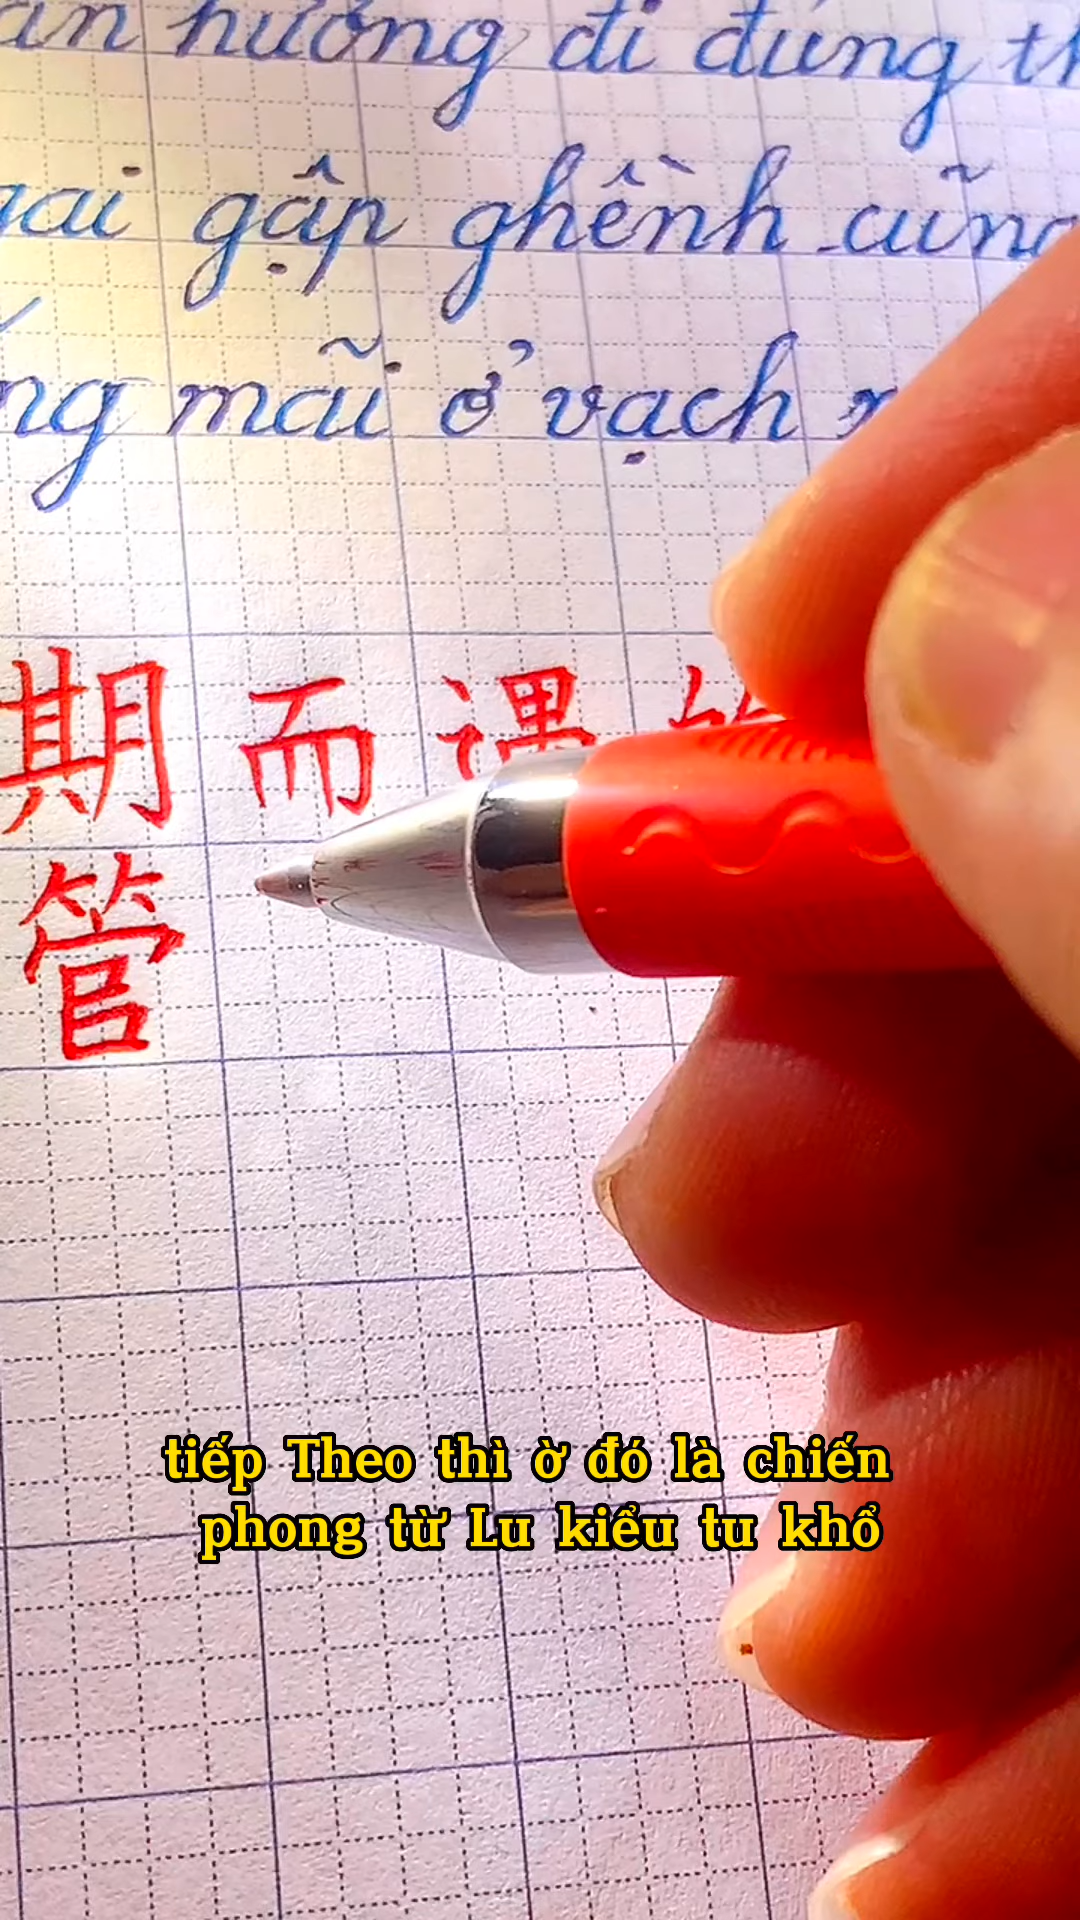 hướng đi đúng
gập ghềnh cũng
mãi ở vạch
期而课
管
tiếp Theo thì ờ đó là chiến
phong từ Lu kiểu tu khổ